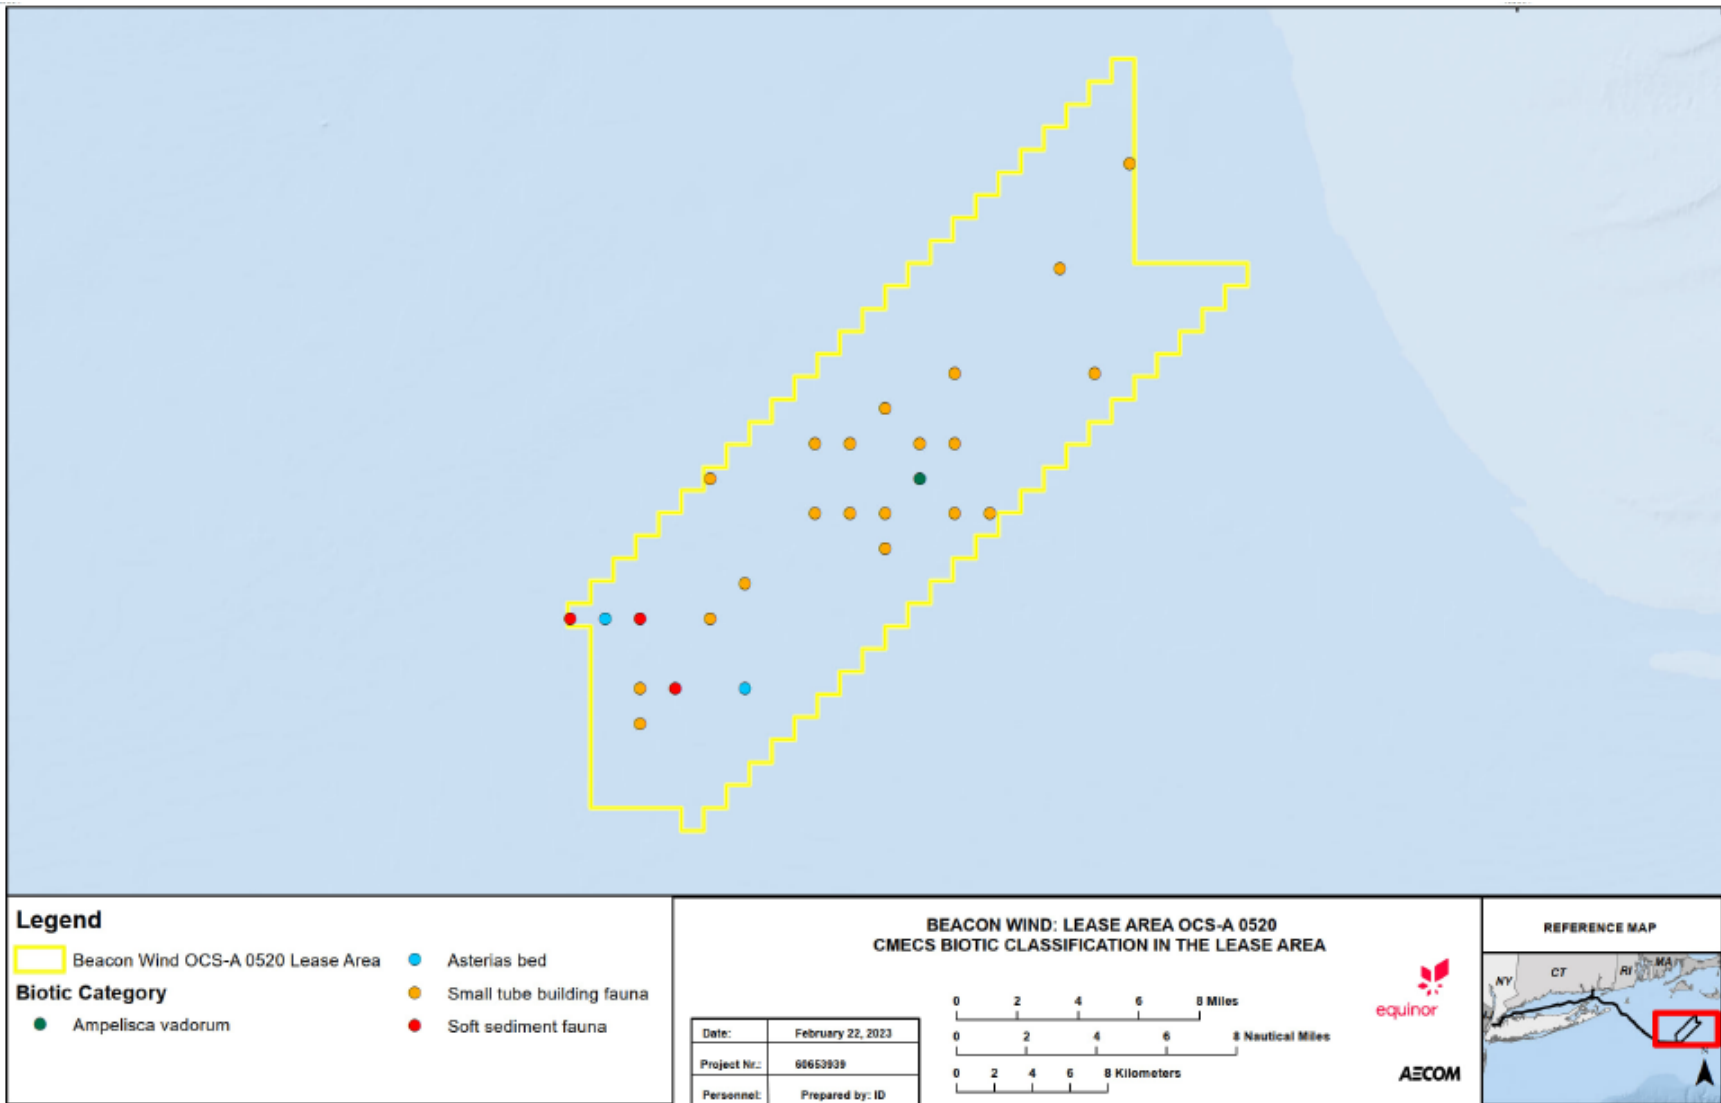 Legend
Beacon Wind OCS-A 0520 Lease Area
Biotic Category
Ampelisca vadorum
Asterias bed
Small tube building fauna
Soft sediment fauna
BEACON WIND: LEASE AREA OCS-A 0520
CMECS BIOTIC CLASSIFICATION IN THE LEASE AREA
Date: February 22, 2023
Project Nr.: 60653939
Personnel: Prepared by: ID
0 2 4 6 8 Miles
0 2 4 6 8 Nautical Miles
0 2 4 6 8 Kilometers
equinor
AECOM
REFERENCE MAP
NY CT RI MA
N